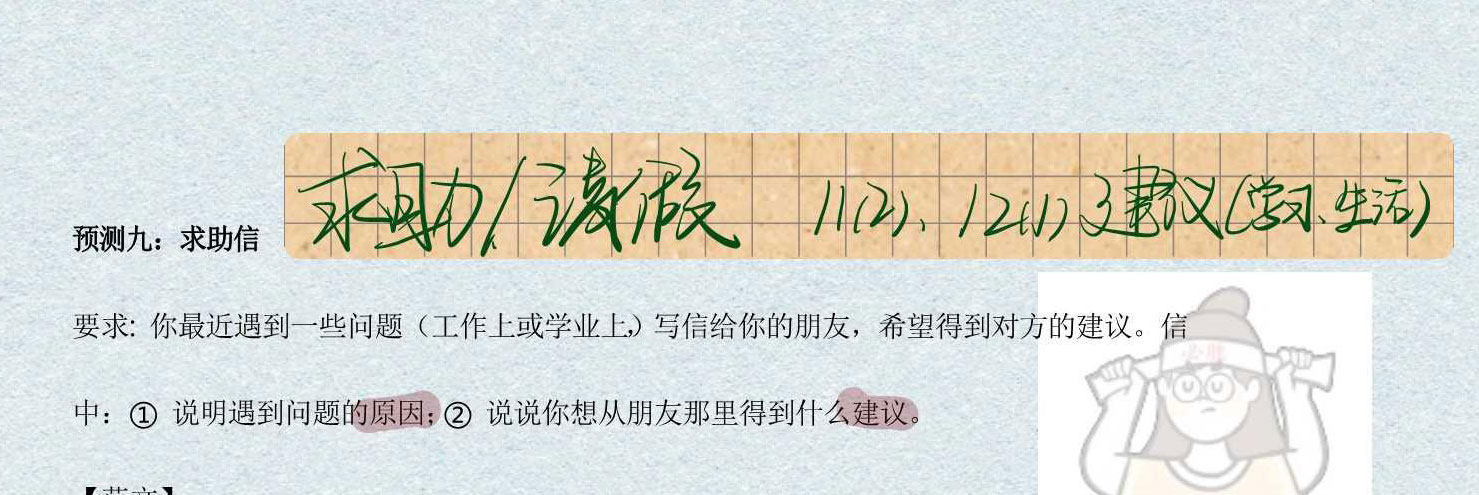 求助/请假 11(2)、12(1) 3建议(学习、生活)
预测九：求助信
要求: 你最近遇到一些问题（工作上或学业上,）写信给你的朋友，希望得到对方的建议。信
中：① 说明遇到问题的原因；② 说说你想从朋友那里得到什么建议。
必胜